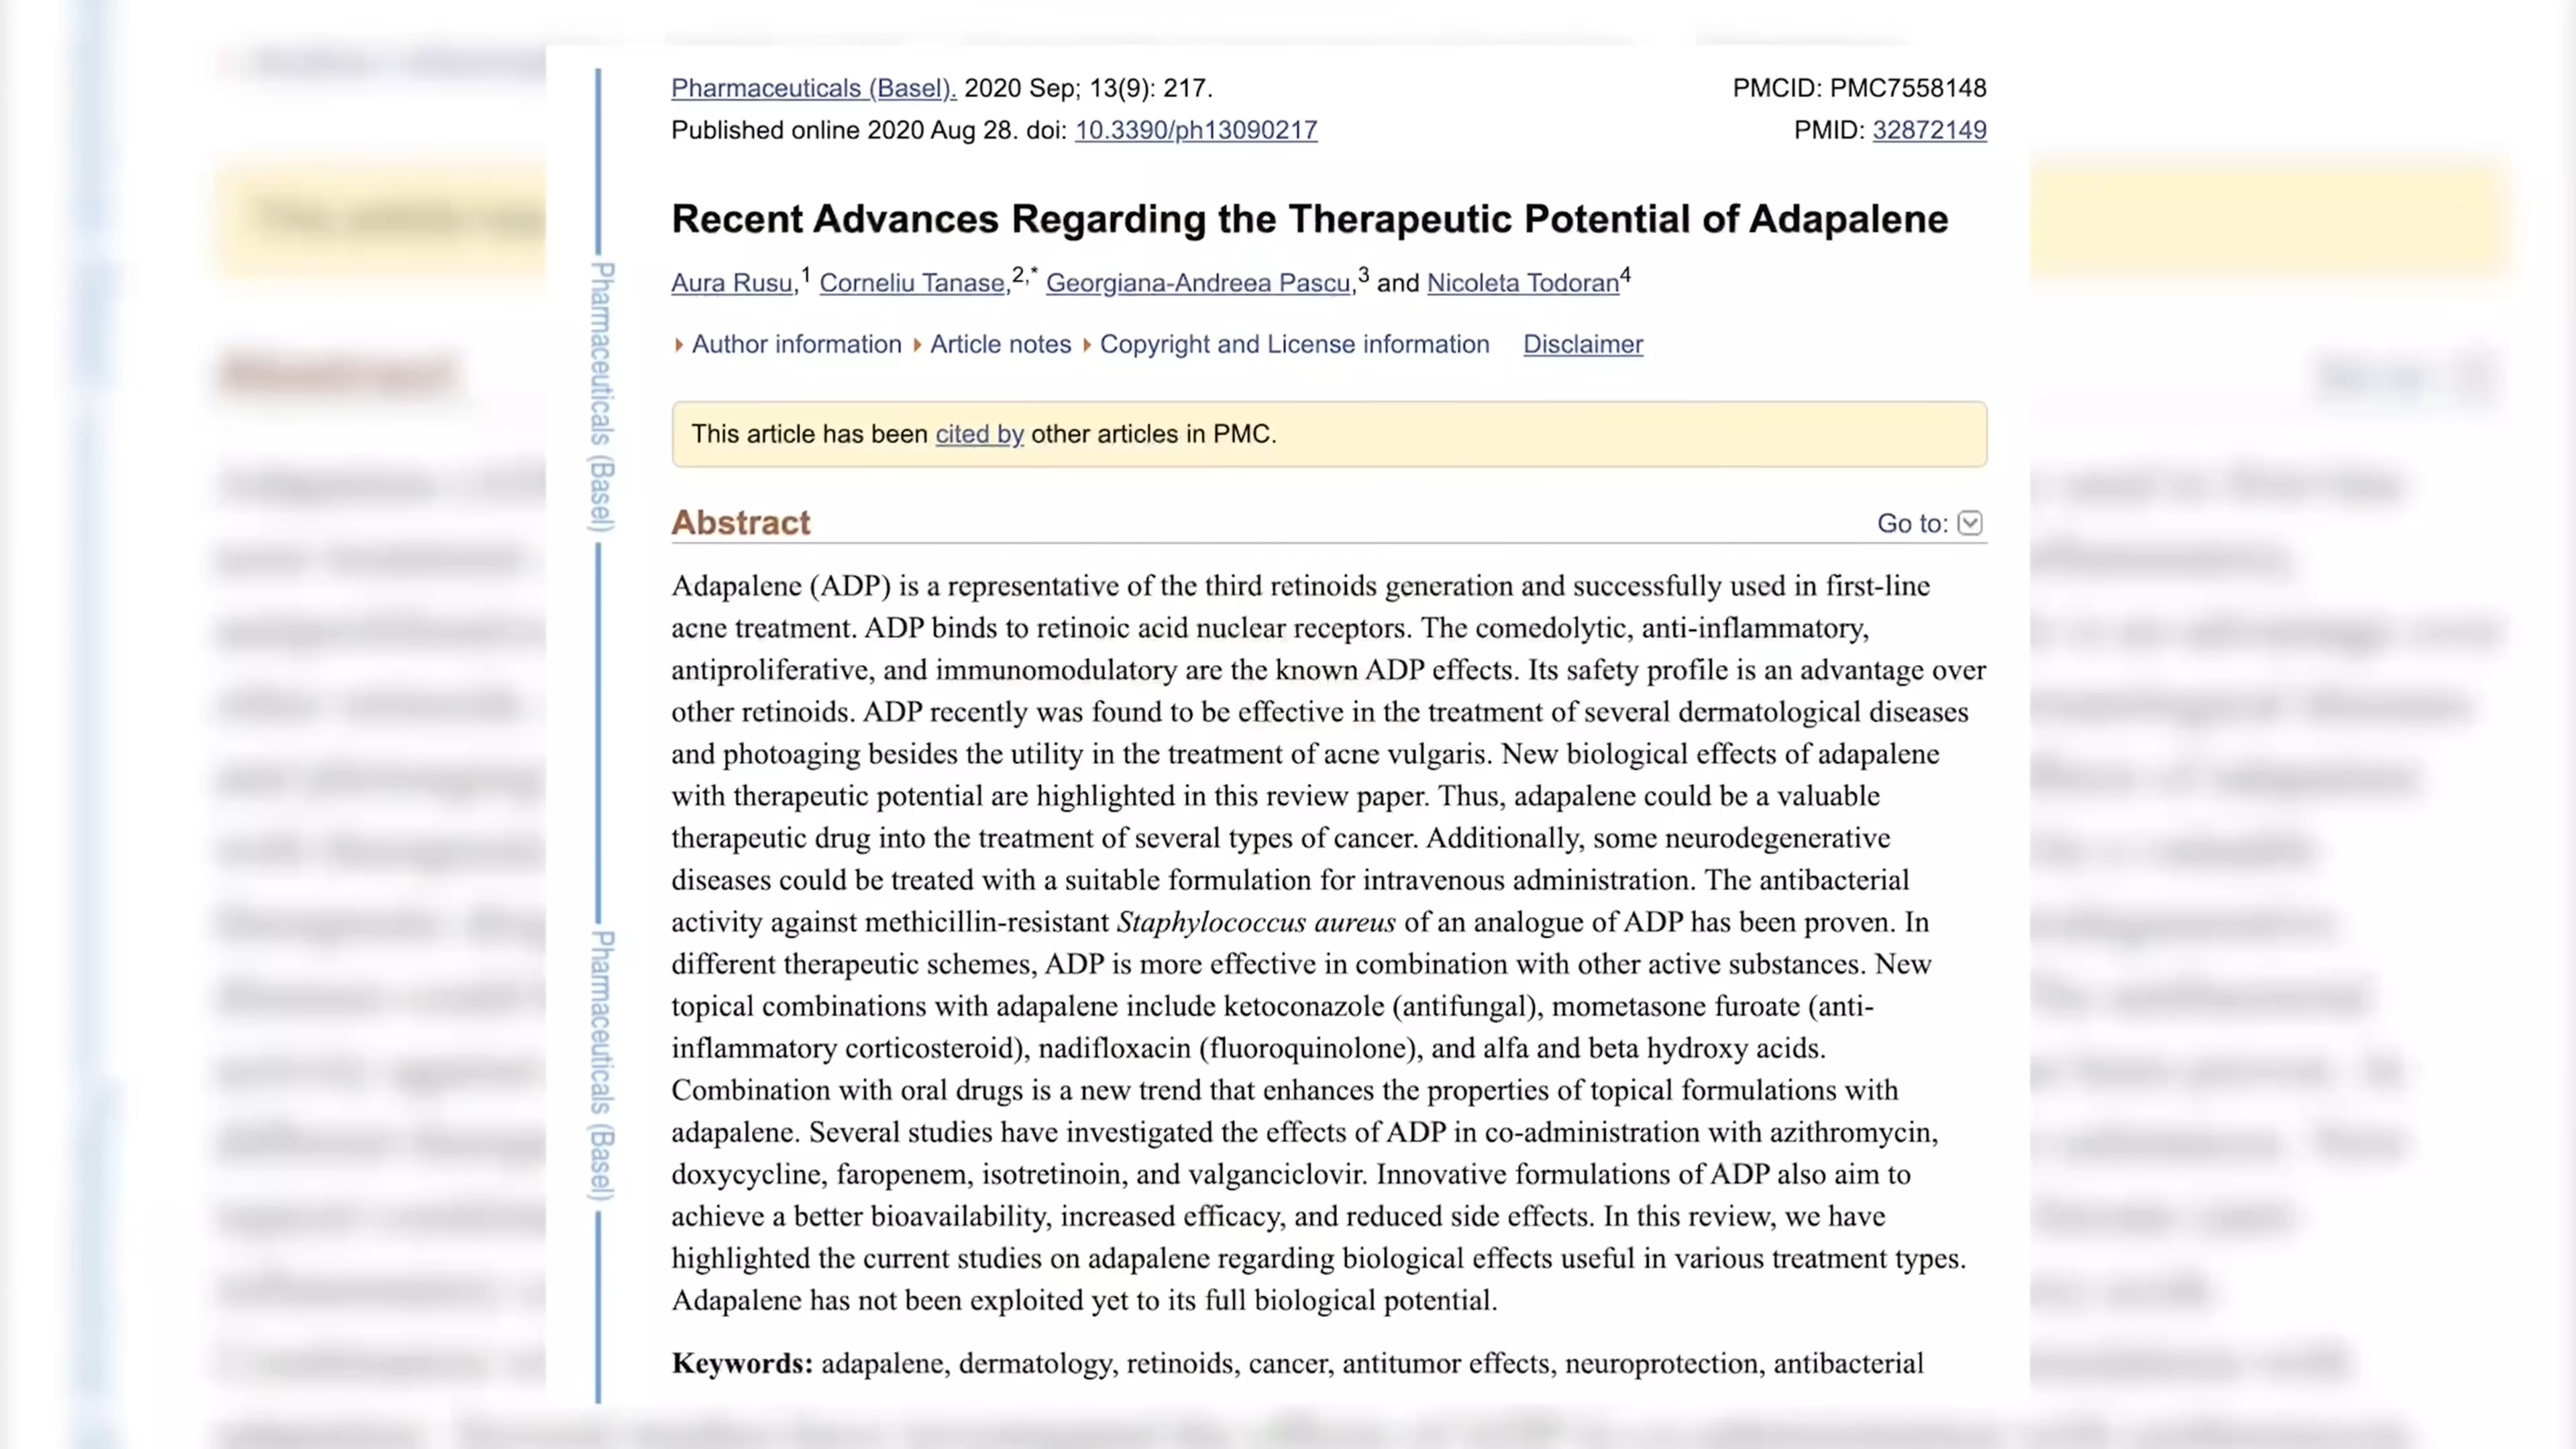 Pharmaceuticals (Basel). 2020 Sep; 13(9): 217.
PMCID: PMC7558148
Published online 2020 Aug 28. doi: 10.3390/ph13090217
PMID: 32872149
Recent Advances Regarding the Therapeutic Potential of Adapalene
Aura Rusu,1 Corneliu Tanase,2,* Georgiana-Andreea Pascu,3 and Nicoleta Todoran4
Author information Article notes Copyright and License information Disclaimer
This article has been cited by other articles in PMC.
Abstract
Go to:
Adapalene (ADP) is a representative of the third retinoids generation and successfully used in first-line
acne treatment. ADP binds to retinoic acid nuclear receptors. The comedolytic, anti-inflammatory,
antiproliferative, and immunomodulatory are the known ADP effects. Its safety profile is an advantage over
other retinoids. ADP recently was found to be effective in the treatment of several dermatological diseases
and photoaging besides the utility in the treatment of acne vulgaris. New biological effects of adapalene
with therapeutic potential are highlighted in this review paper. Thus, adapalene could be a valuable
therapeutic drug into the treatment of several types of cancer. Additionally, some neurodegenerative
diseases could be treated with a suitable formulation for intravenous administration. The antibacterial
activity against methicillin-resistant Staphylococcus aureus of an analogue of ADP has been proven. In
different therapeutic schemes, ADP is more effective in combination with other active substances. New
topical combinations with adapalene include ketoconazole (antifungal), mometasone furoate (anti-
inflammatory corticosteroid), nadifloxacin (fluoroquinolone), and alfa and beta hydroxy acids.
Combination with oral drugs is a new trend that enhances the properties of topical formulations with
adapalene. Several studies have investigated the effects of ADP in co-administration with azithromycin,
doxycycline, faropenem, isotretinoin, and valganciclovir. Innovative formulations of ADP also aim to
achieve a better bioavailability, increased efficacy, and reduced side effects. In this review, we have
highlighted the current studies on adapalene regarding biological effects useful in various treatment types.
Adapalene has not been exploited yet to its full biological potential.
Keywords: adapalene, dermatology, retinoids, cancer, antitumor effects, neuroprotection, antibacterial
Pharmaceuticals (Basel)
Pharmaceuticals (Basel)